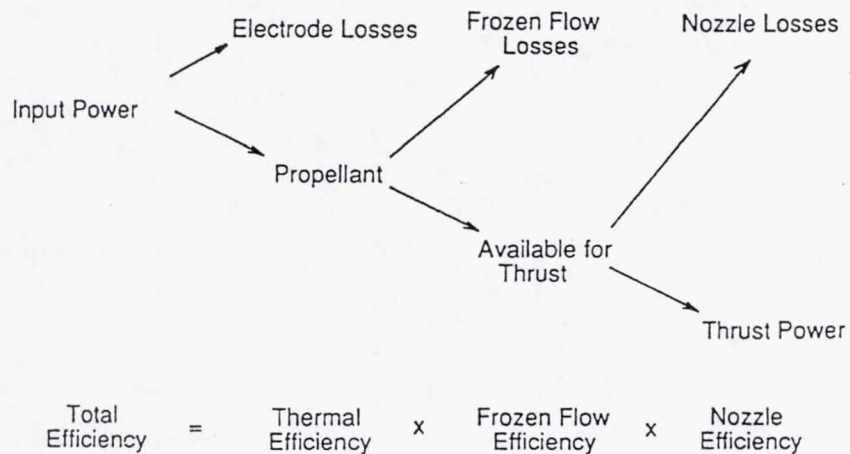 Electrode Losses
Frozen Flow
Losses
Nozzle Losses
Input Power
Propellant
Available for
Thrust
Thrust Power
Total
Efficiency
=
Thermal
Efficiency
x
Frozen Flow
Efficiency
x
Nozzle
Efficiency